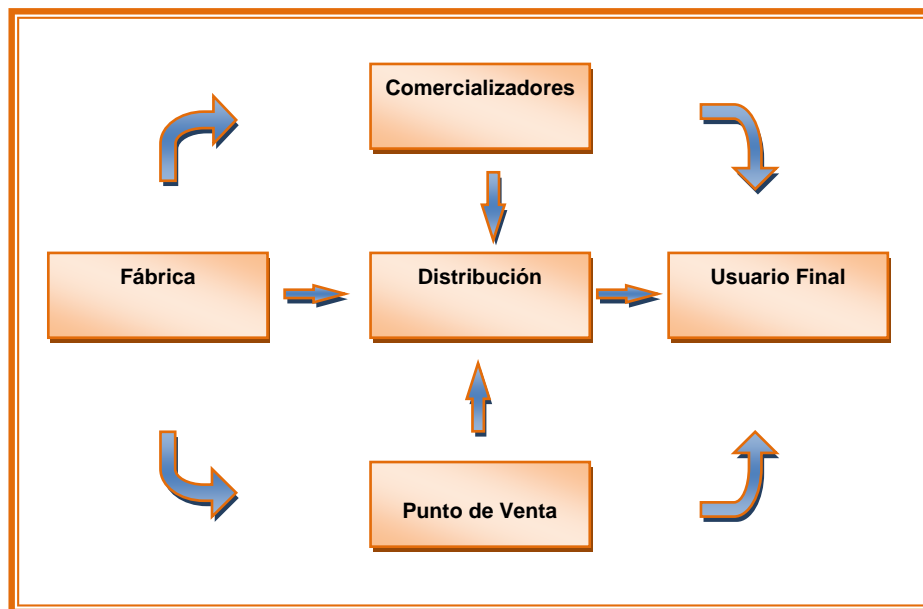 Comercializadores
Fábrica
Distribución
Usuario Final
Punto de Venta